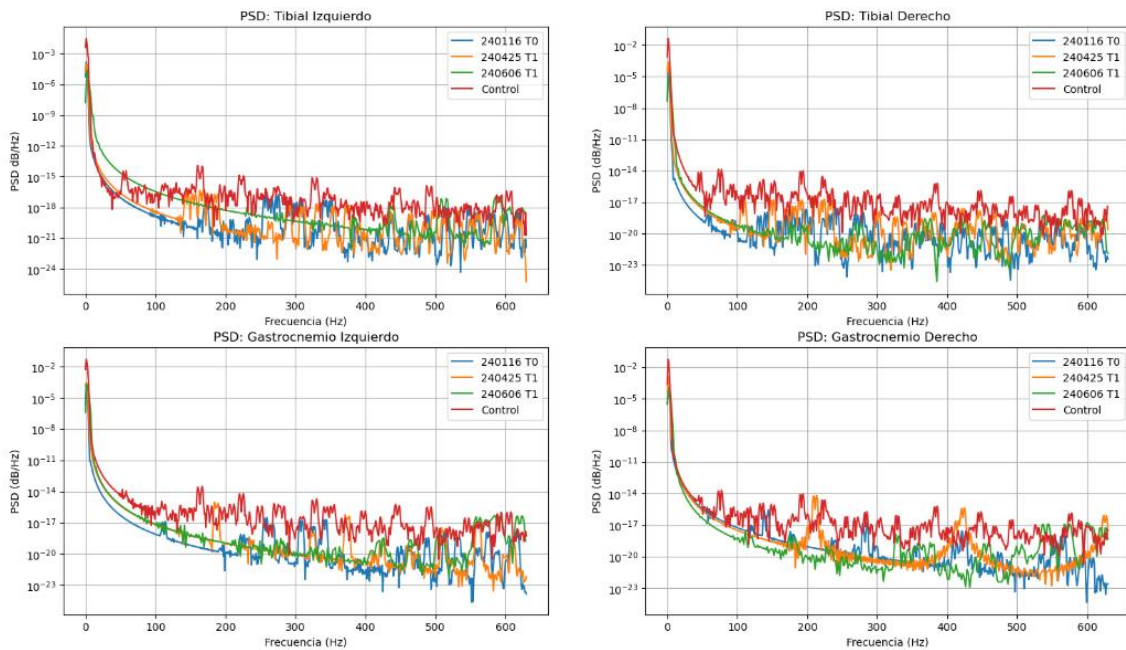 PSD: Tibial Izquierdo
PSD dB/Hz
10⁻³
10⁻⁶
10⁻⁹
10⁻¹²
10⁻¹⁵
10⁻¹⁸
10⁻²¹
10⁻²⁴
240116 T0
240425 T1
240606 T1
Control
0 100 200 300 400 500 600
Frecuencia (Hz)
PSD: Tibial Derecho
PSD (dB/Hz)
10⁻²
10⁻⁵
10⁻⁸
10⁻¹¹
10⁻¹⁴
10⁻¹⁷
10⁻²⁰
10⁻²³
240116 T0
240425 T1
240606 T1
Control
0 100 200 300 400 500 600
Frecuencia (Hz)
PSD: Gastrocnemio Izquierdo
PSD (dB/Hz)
10⁻²
10⁻⁵
10⁻⁸
10⁻¹¹
10⁻¹⁴
10⁻¹⁷
10⁻²⁰
10⁻²³
240116 T0
240425 T1
240606 T1
Control
0 100 200 300 400 500 600
Frecuencia (Hz)
PSD: Gastrocnemio Derecho
PSD (dB/Hz)
10⁻²
10⁻⁵
10⁻⁸
10⁻¹¹
10⁻¹⁴
10⁻¹⁷
10⁻²⁰
10⁻²³
240116 T0
240425 T1
240606 T1
Control
0 100 200 300 400 500 600
Frecuencia (Hz)